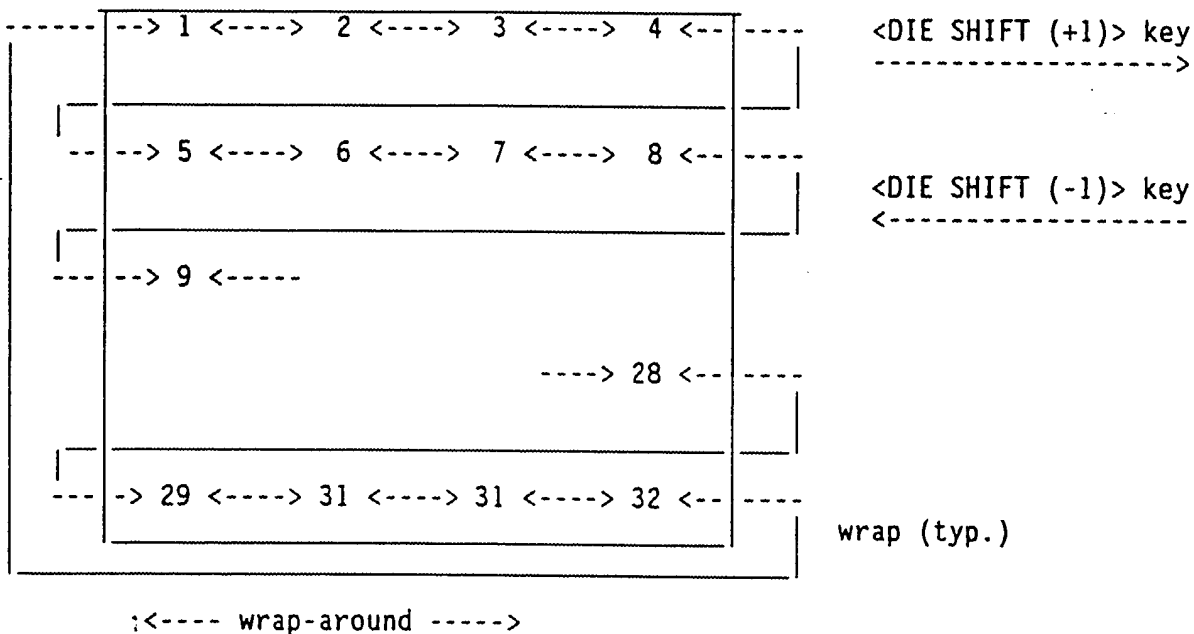 1 2 3 4 <DIE SHIFT (+1)> key
5 6 7 8
<DIE SHIFT (-1)> key
9
28
29 31 31 32
wrap (typ.)
wrap-around